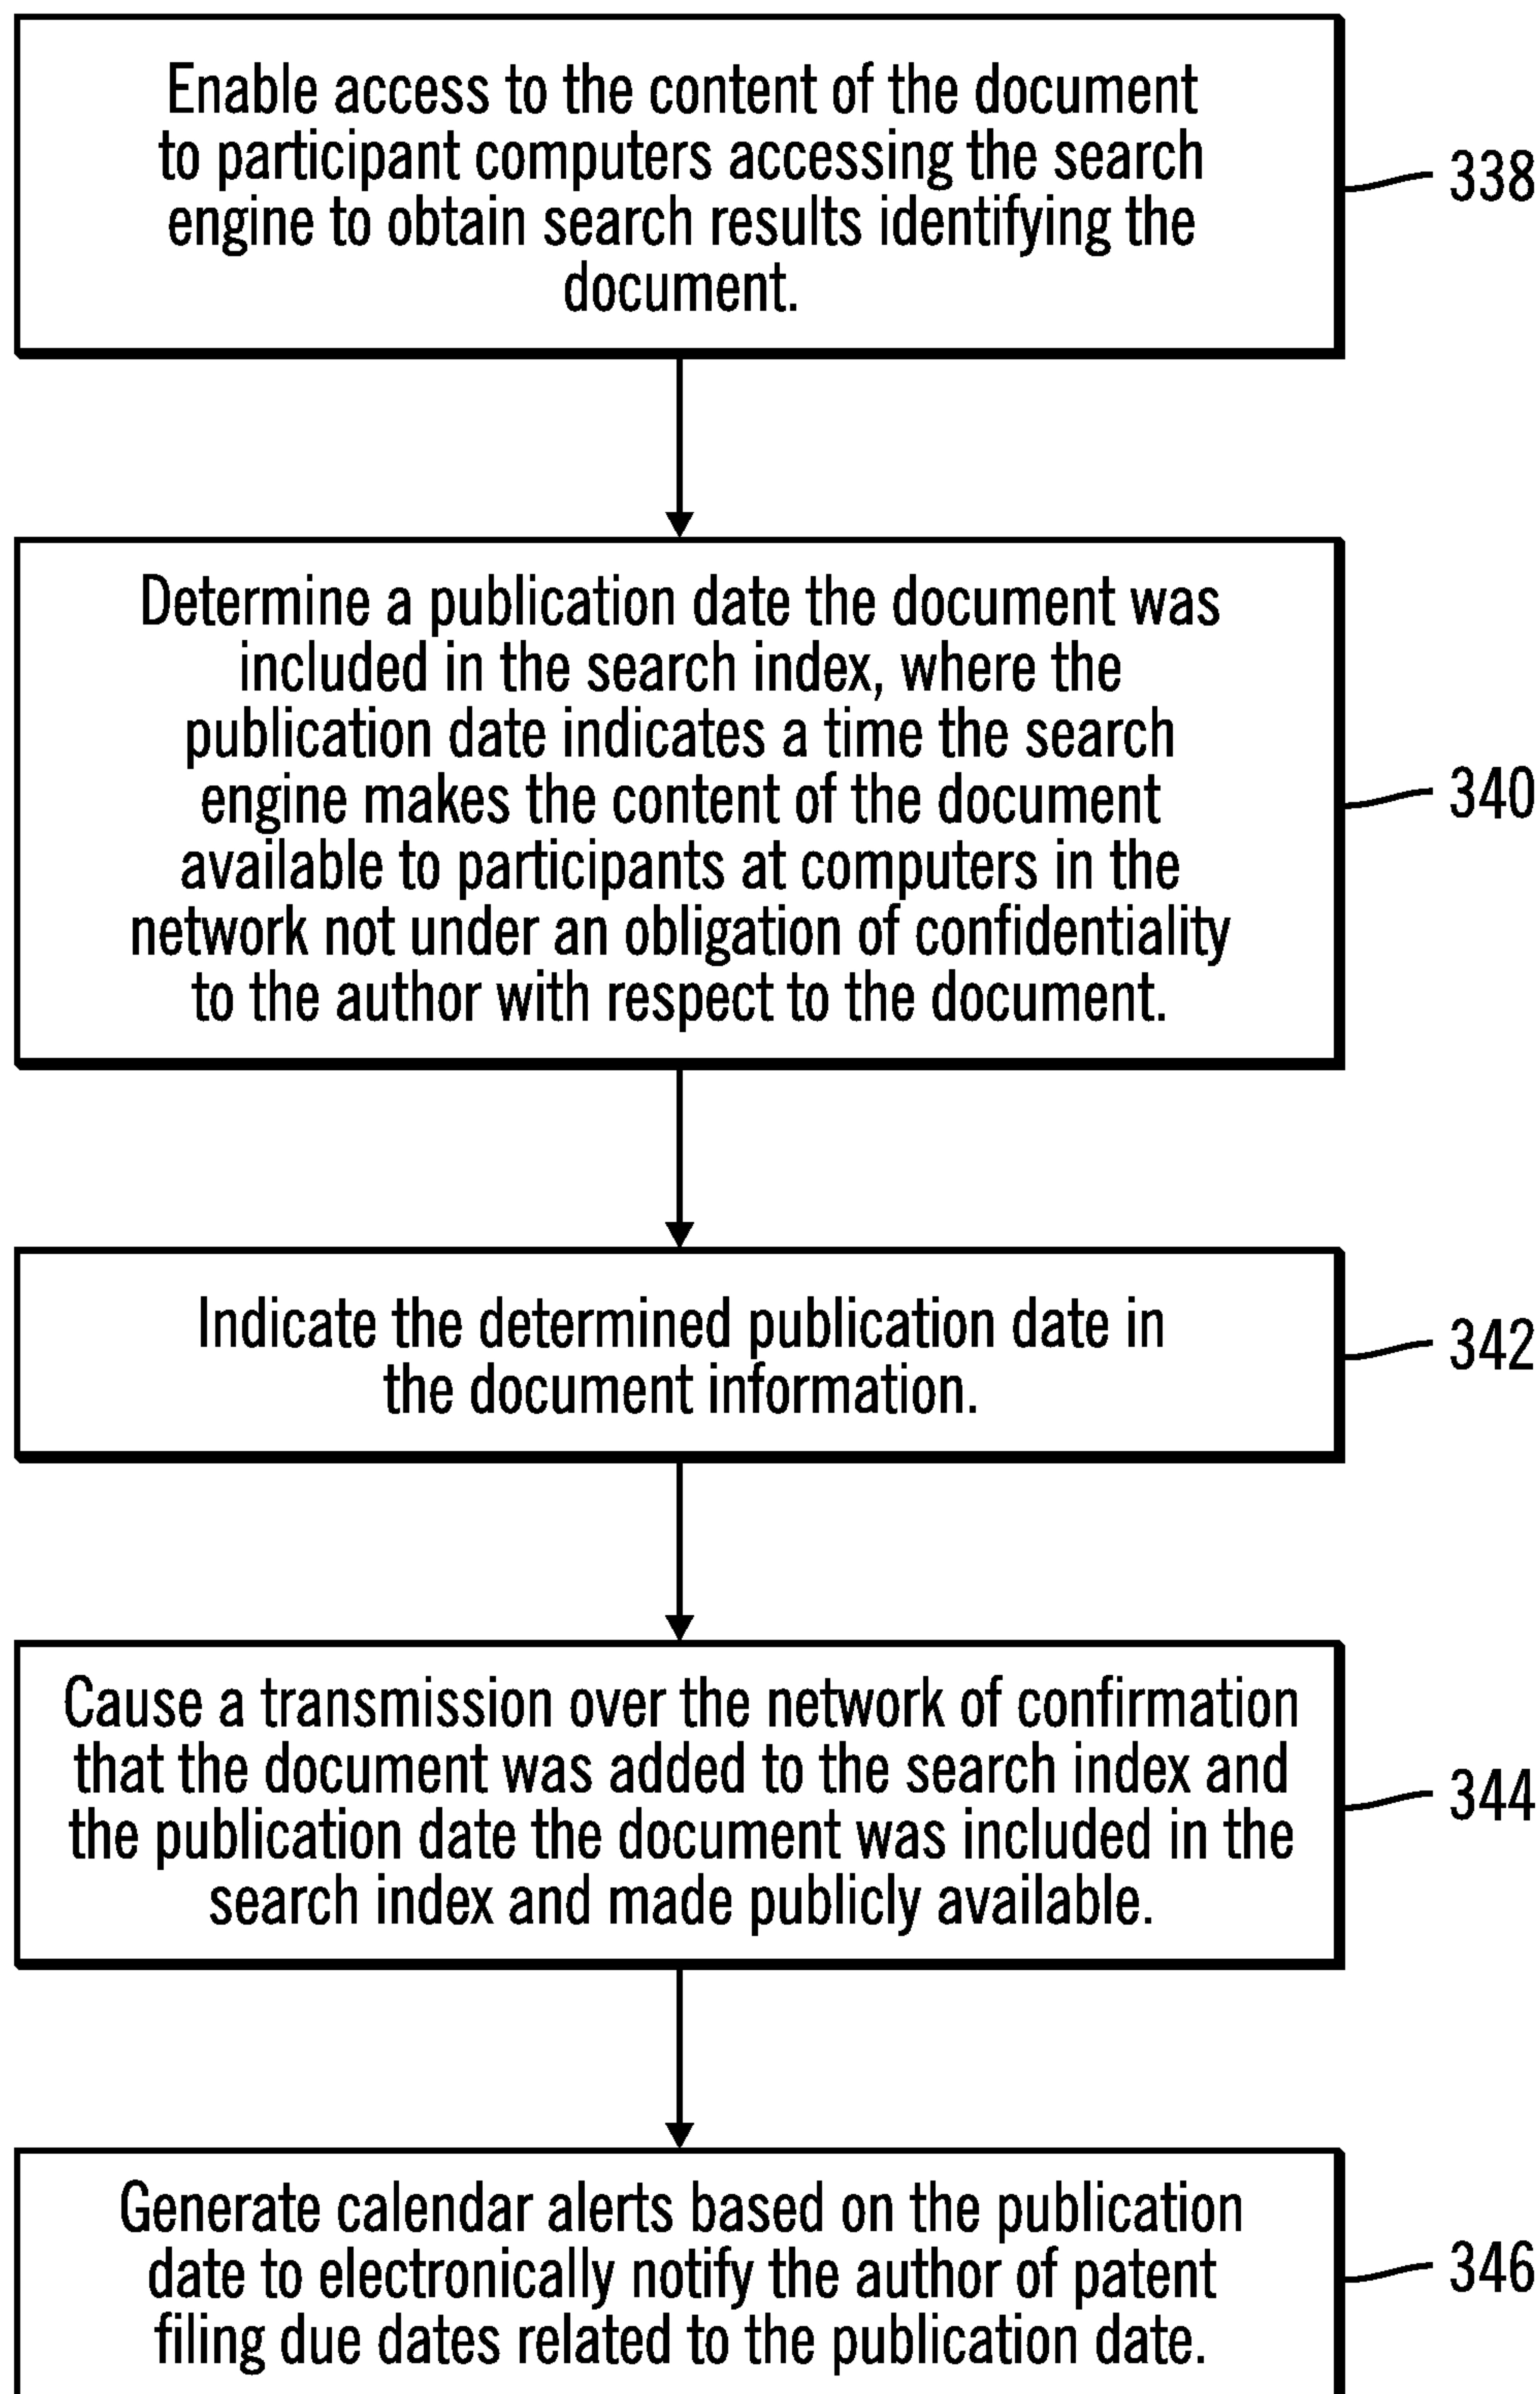 Enable access to the content of the document
to participant computers accessing the search
engine to obtain search results identifying the
document.
338
Determine a publication date the document was
included in the search index, where the
publication date indicates a time the search
engine makes the content of the document
available to participants at computers in the
network not under an obligation of confidentiality
to the author with respect to the document.
340
Indicate the determined publication date in
the document information.
342
Cause a transmission over the network of confirmation
that the document was added to the search index and
the publication date the document was included in the
search index and made publicly available.
344
Generate calendar alerts based on the publication
date to electronically notify the author of patent
filing due dates related to the publication date.
346